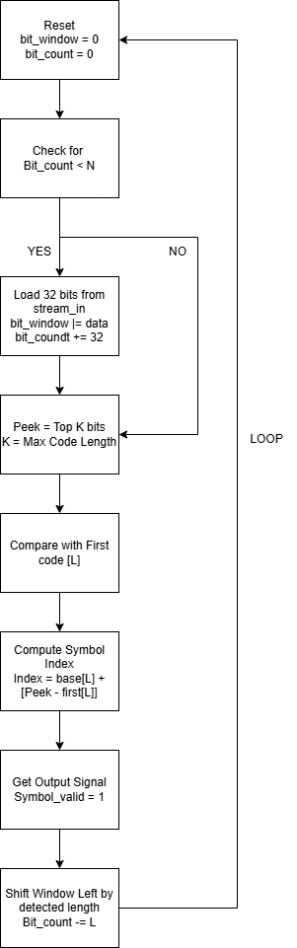 Reset
bit_window = 0
bit_count = 0
Check for
Bit_count < N
YES
NO
Load 32 bits from
stream_in
bit_window |= data
bit_coundt += 32
Peek = Top K bits
K = Max Code Length
LOOP
Compare with First
code [L]
Compute Symbol
Index
Index = base[L] +
[Peek - first[L]]
Get Output Signal
Symbol_valid = 1
Shift Window Left by
detected length
Bit_count -= L